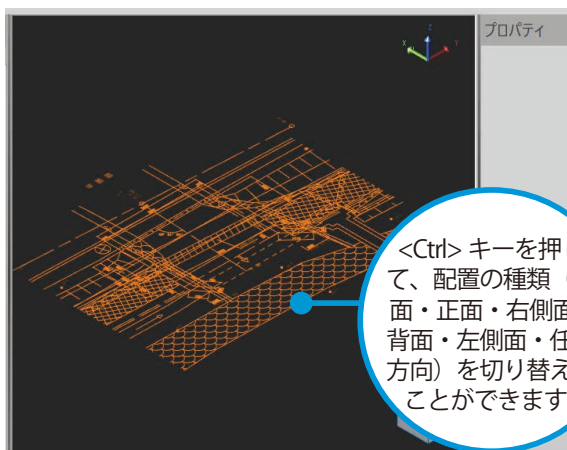 プロパティ
Z
X
Y
<Ctrl> キーを押
て、配置の種類（
面・正面・右側面
背面・左側面・任
方向）を切り替え
ことができます